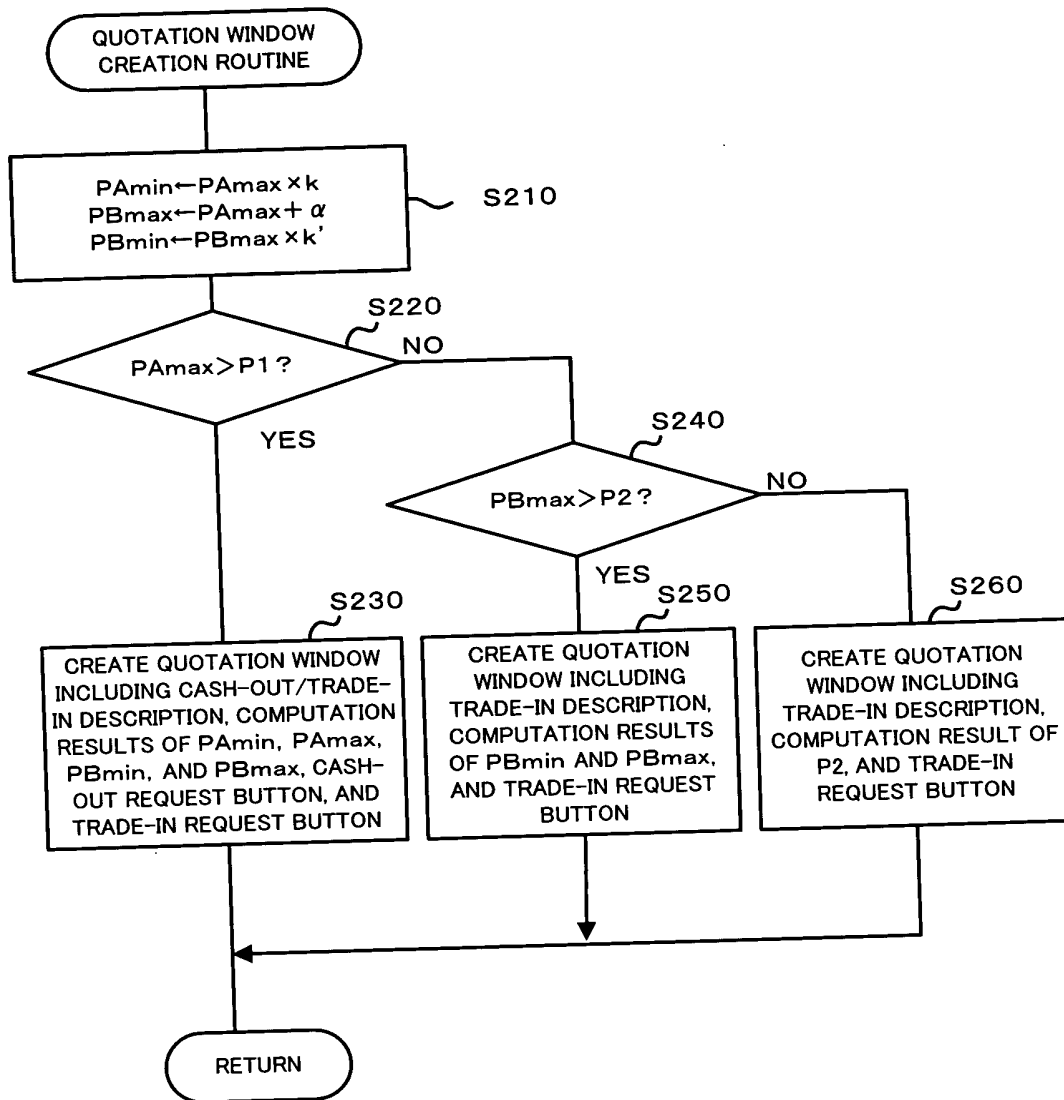 QUOTATION WINDOW
CREATION ROUTINE
PAmin←PAmax×k
PBmax←PAmax+ α
PBmin←PBmax×k'
S210
S220
PAmax>P1?
NO
YES
S240
PBmax>P2?
NO
YES
S230
CREATE QUOTATION WINDOW
INCLUDING CASH-OUT/TRADE-
IN DESCRIPTION, COMPUTATION
RESULTS OF PAmin, PAmax,
PBmin, AND PBmax, CASH-
OUT REQUEST BUTTON, AND
TRADE-IN REQUEST BUTTON
S250
CREATE QUOTATION
WINDOW INCLUDING
TRADE-IN DESCRIPTION,
COMPUTATION RESULTS
OF PBmin AND PBmax,
AND TRADE-IN REQUEST
BUTTON
S260
CREATE QUOTATION
WINDOW INCLUDING
TRADE-IN DESCRIPTION,
COMPUTATION RESULT OF
P2, AND TRADE-IN
REQUEST BUTTON
RETURN